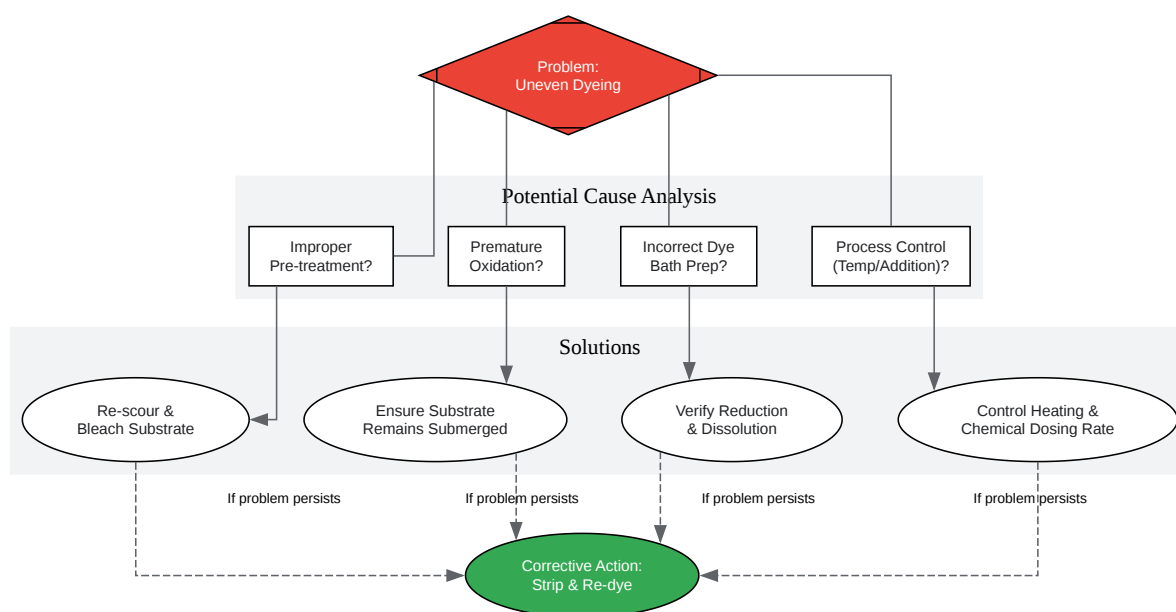 Problem:
Uneven Dyeing
Potential Cause Analysis
Improper
Pre-treatment?
Premature
Oxidation?
Incorrect Dye
Bath Prep?
Process Control
(Temp/Addition)?
Solutions
Re-scour &
Bleach Substrate
Ensure Substrate
Remains Submerged
Verify Reduction
& Dissolution
Control Heating &
Chemical Dosing Rate
If problem persists
If problem persists
If problem persists
If problem persists
Corrective Action:
Strip & Re-dye